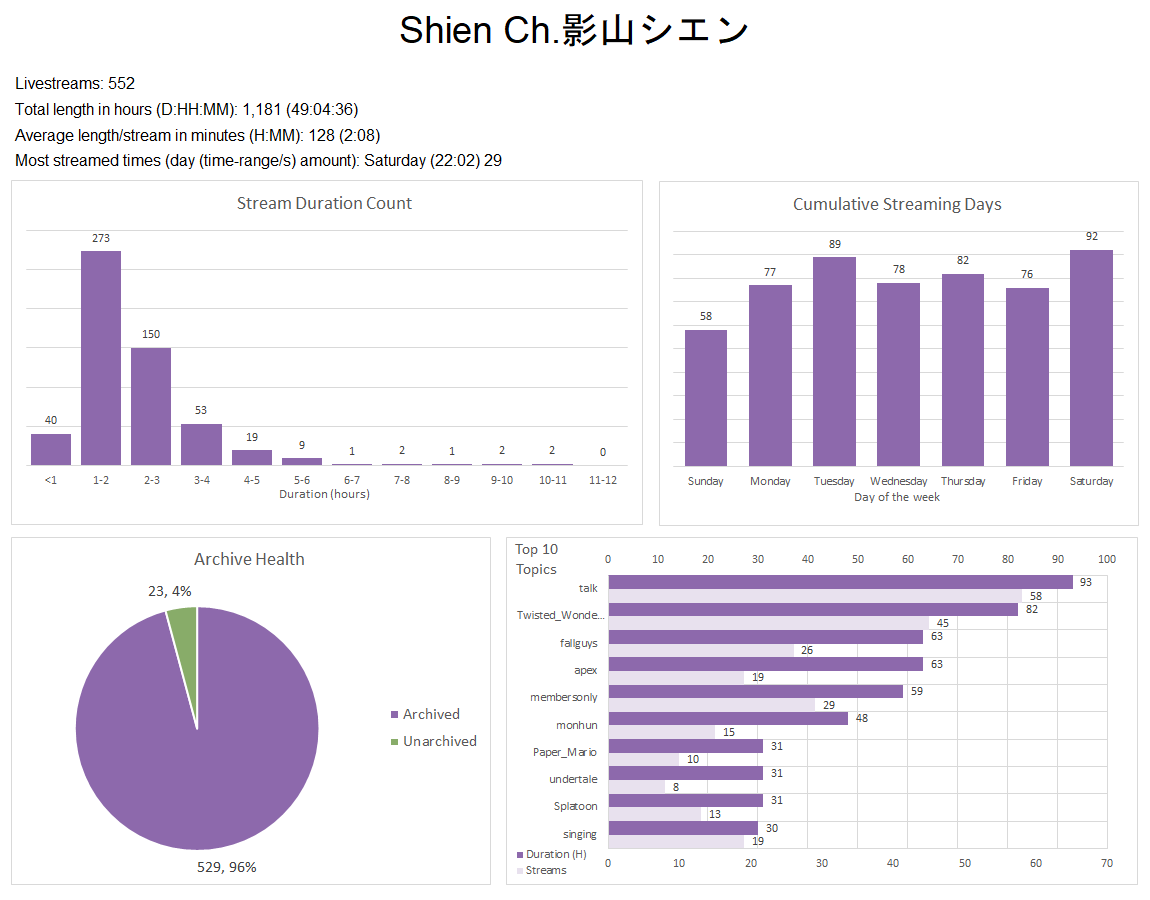 Shien Ch.影山シエン
Livestreams: 552
Total length in hours (D:HH:MM): 1,181 (49:04:36)
Average length/stream in minutes (H:MM): 128 (2:08)
Most streamed times (day (time-range/s) amount): Saturday (22:02) 29
Stream Duration Count
273
150
53
40
19
9
1
2
1
2
2
0
<1 1-2 2-3 3-4 4-5 5-6 6-7 7-8 8-9 9-10 10-11 11-12
Duration (hours)
Cumulative Streaming Days
58 77 89 78 82 76 92
Sunday Monday Tuesday Wednesday Thursday Friday Saturday
Day of the week
Archive Health
23, 4%
529, 96%
Archived
Unarchived
Top 10
Topics
0 10 20 30 40 50 60 70 80 90 100
talk 93
58
Twisted_Wonde... 82
45
fallguys 63
26
apex 63
19
membersonly 59
29
monhun 48
15
Paper_Mario 31
10
undertale 31
8
Splatoon 31
13
singing 30
19
Duration (H)
Streams
0 10 20 30 40 50 60 70